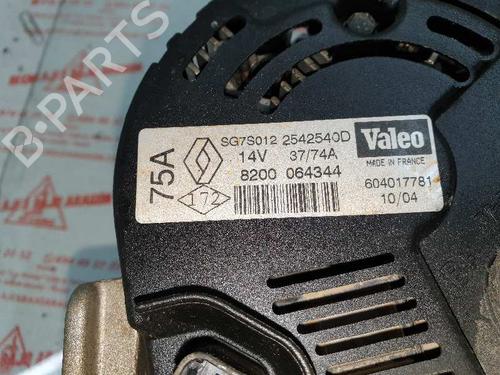 B-PARTS
75A
SG7S012 2542540D
14V 37/74A
8200 064344
172
Valeo
MADE IN FRANCE
604017781
10/04